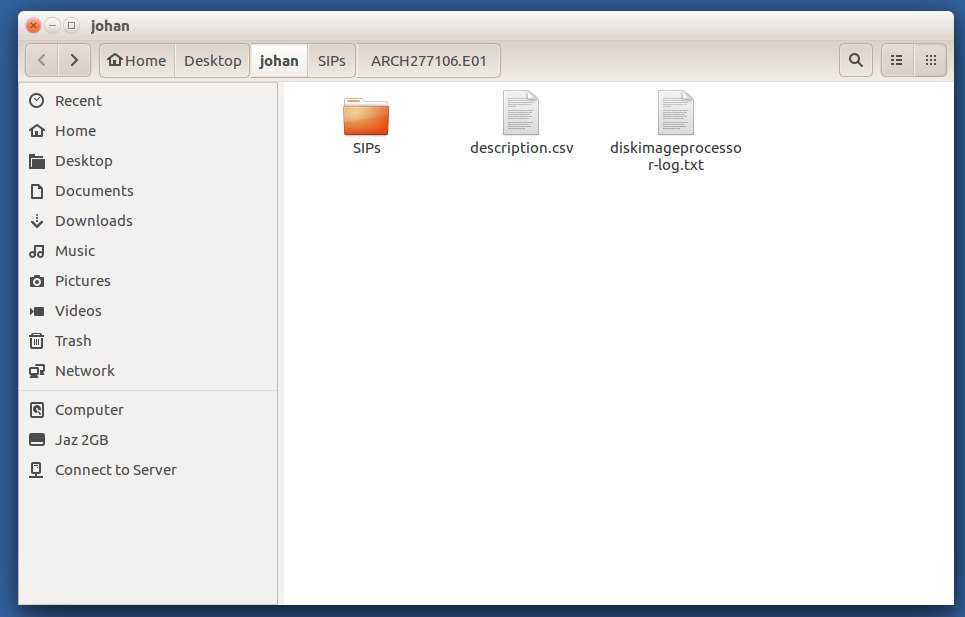 johan
Home
Desktop
johan
SIPs
ARCH277106.E01
Recent
Home
Desktop
Documents
Downloads
Music
Pictures
Videos
Trash
Network
Computer
Jaz 2GB
Connect to Server
SIPs
description.csv
diskimageprocesso
r-log.txt